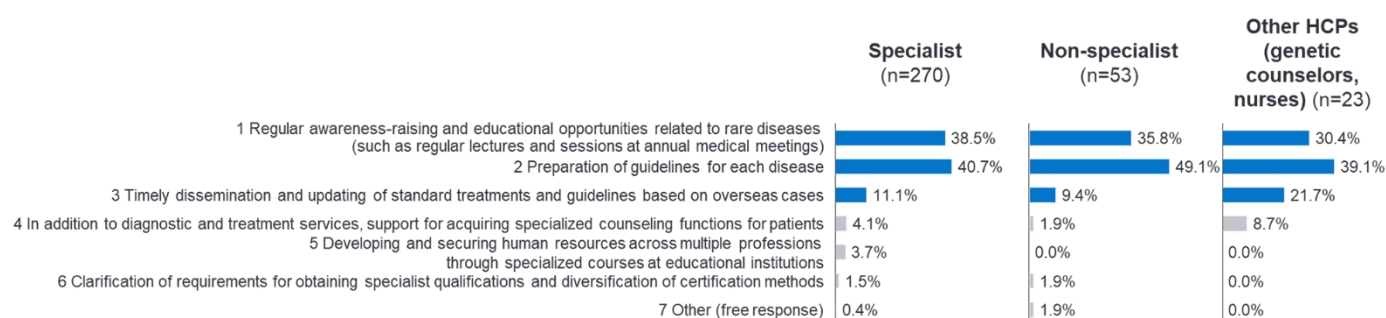 Specialist
(n=270)
Non-specialist
(n=53)
Other HCPs
(genetic
counselors,
nurses) (n=23)
1 Regular awareness-raising and educational opportunities related to rare diseases
(such as regular lectures and sessions at annual medical meetings)
38.5%
35.8%
30.4%
2 Preparation of guidelines for each disease
40.7%
49.1%
39.1%
3 Timely dissemination and updating of standard treatments and guidelines based on overseas cases
11.1%
9.4%
21.7%
4 In addition to diagnostic and treatment services, support for acquiring specialized counseling functions for patients
4.1%
1.9%
8.7%
5 Developing and securing human resources across multiple professions
through specialized courses at educational institutions
3.7%
0.0%
0.0%
6 Clarification of requirements for obtaining specialist qualifications and diversification of certification methods
1.5%
1.9%
0.0%
7 Other (free response)
0.4%
1.9%
0.0%